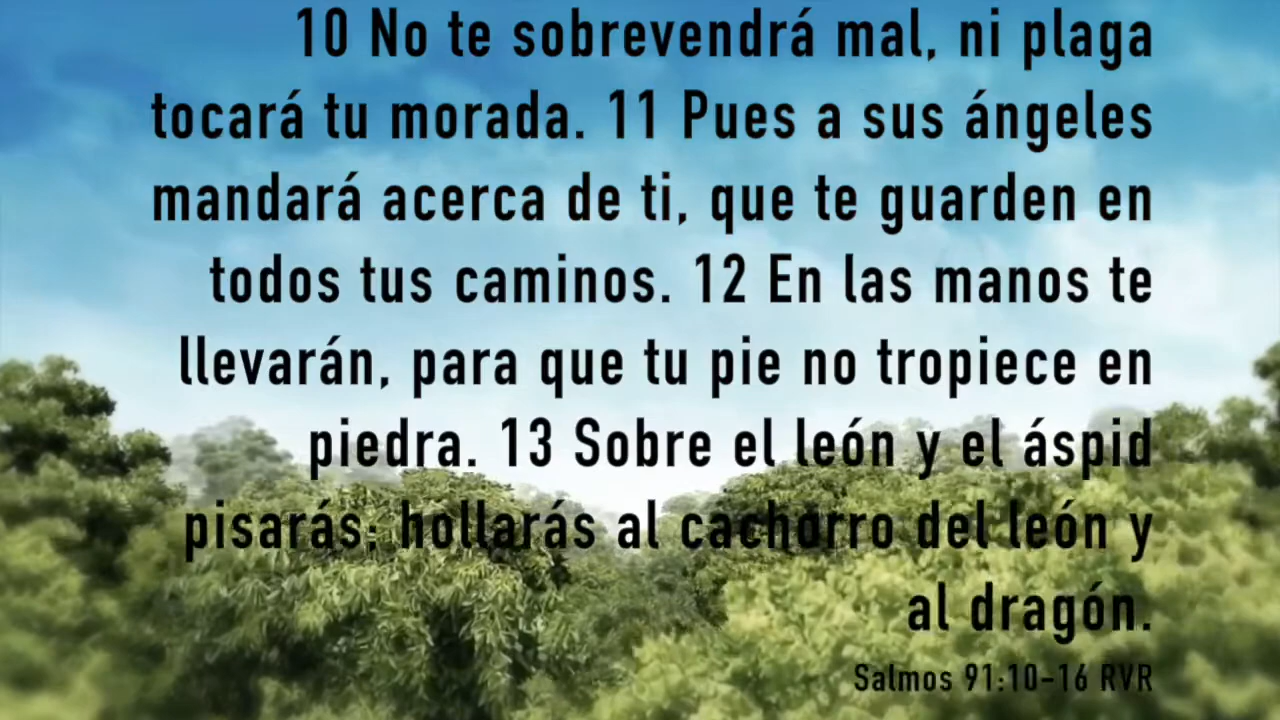 10 No te sobrevendrá mal, ni plaga
tocará tu morada. 11 Pues a sus ángeles
mandará acerca de ti, que te guarden en
todos tus caminos. 12 En las manos te
llevarán, para que tu pie no tropiece en
piedra. 13 Sobre el león y el áspid
pisarás; hollarás al cachorro del león y
al dragón.
Salmos 91:10-16 RVR